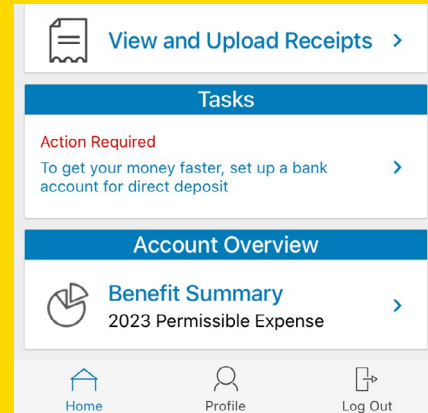 View and Upload Receipts
Tasks
Action Required
To get your money faster, set up a bank
account for direct deposit
Account Overview
Benefit Summary
2023 Permissible Expense
Home Profile Log Out